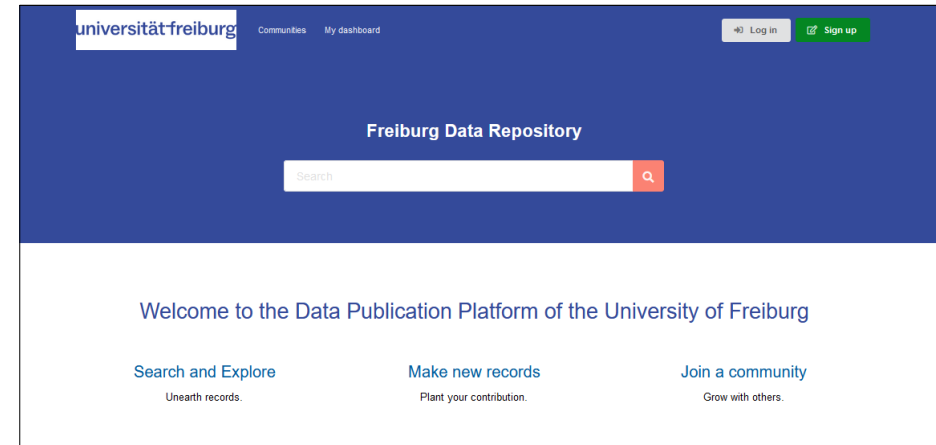 universität freiburg Communities My dashboard Log in Sign up
Freiburg Data Repository
Search
Welcome to the Data Publication Platform of the University of Freiburg
Search and Explore Make new records Join a community
Unearth records. Plant your contribution. Grow with others.